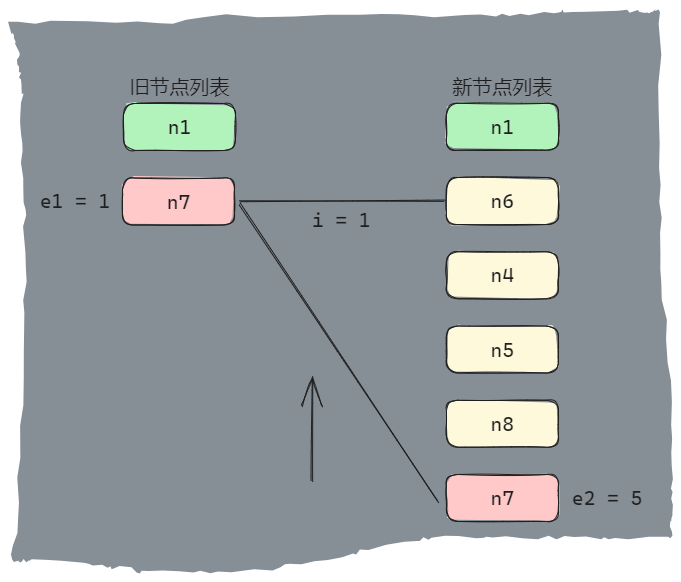 旧节点列表 新节点列表
n1 n1
e1 = 1 n7 n6
i = 1
n4
n5
n8
n7 e2 = 5